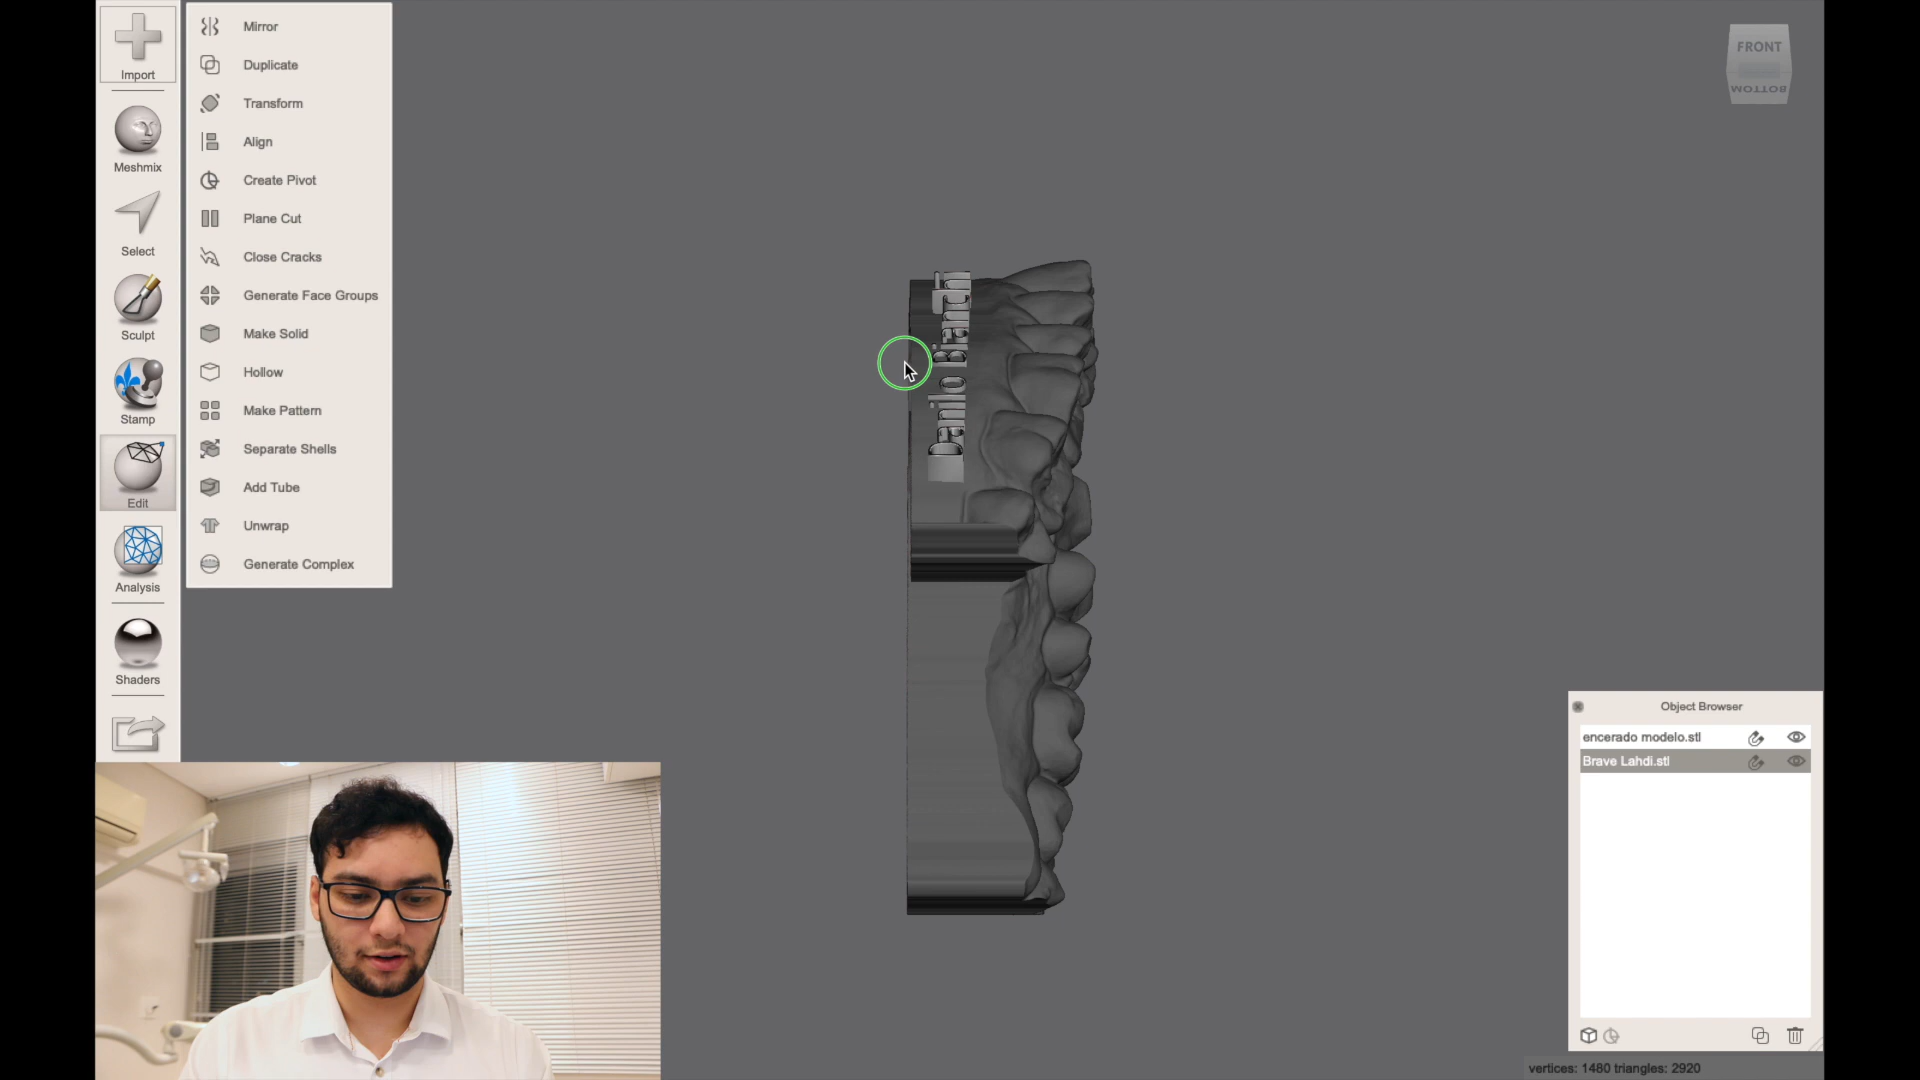 Import
Meshmix
Select
Sculpt
Stamp
Edit
Analysis
Shaders
Mirror
Duplicate
Transform
Align
Create Pivot
Plane Cut
Close Cracks
Generate Face Groups
Make Solid
Hollow
Make Pattern
Separate Shells
Add Tube
Unwrap
Generate Complex
Danilo Bianchi
FRONT
BOTTOM
Object Browser
encerado modelo.stl
Brave Lahdi.stl
vertices: 1480 triangles: 2920